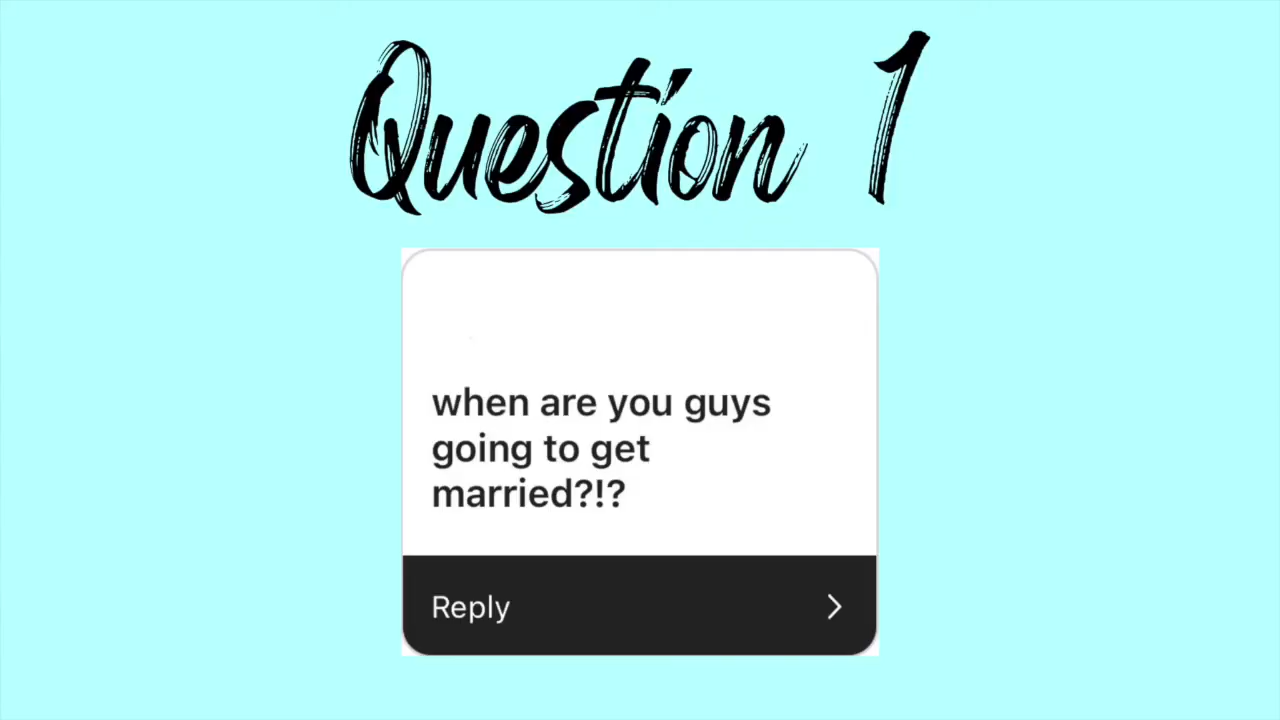 Question 1
when are you guys
going to get
married?!?
Reply